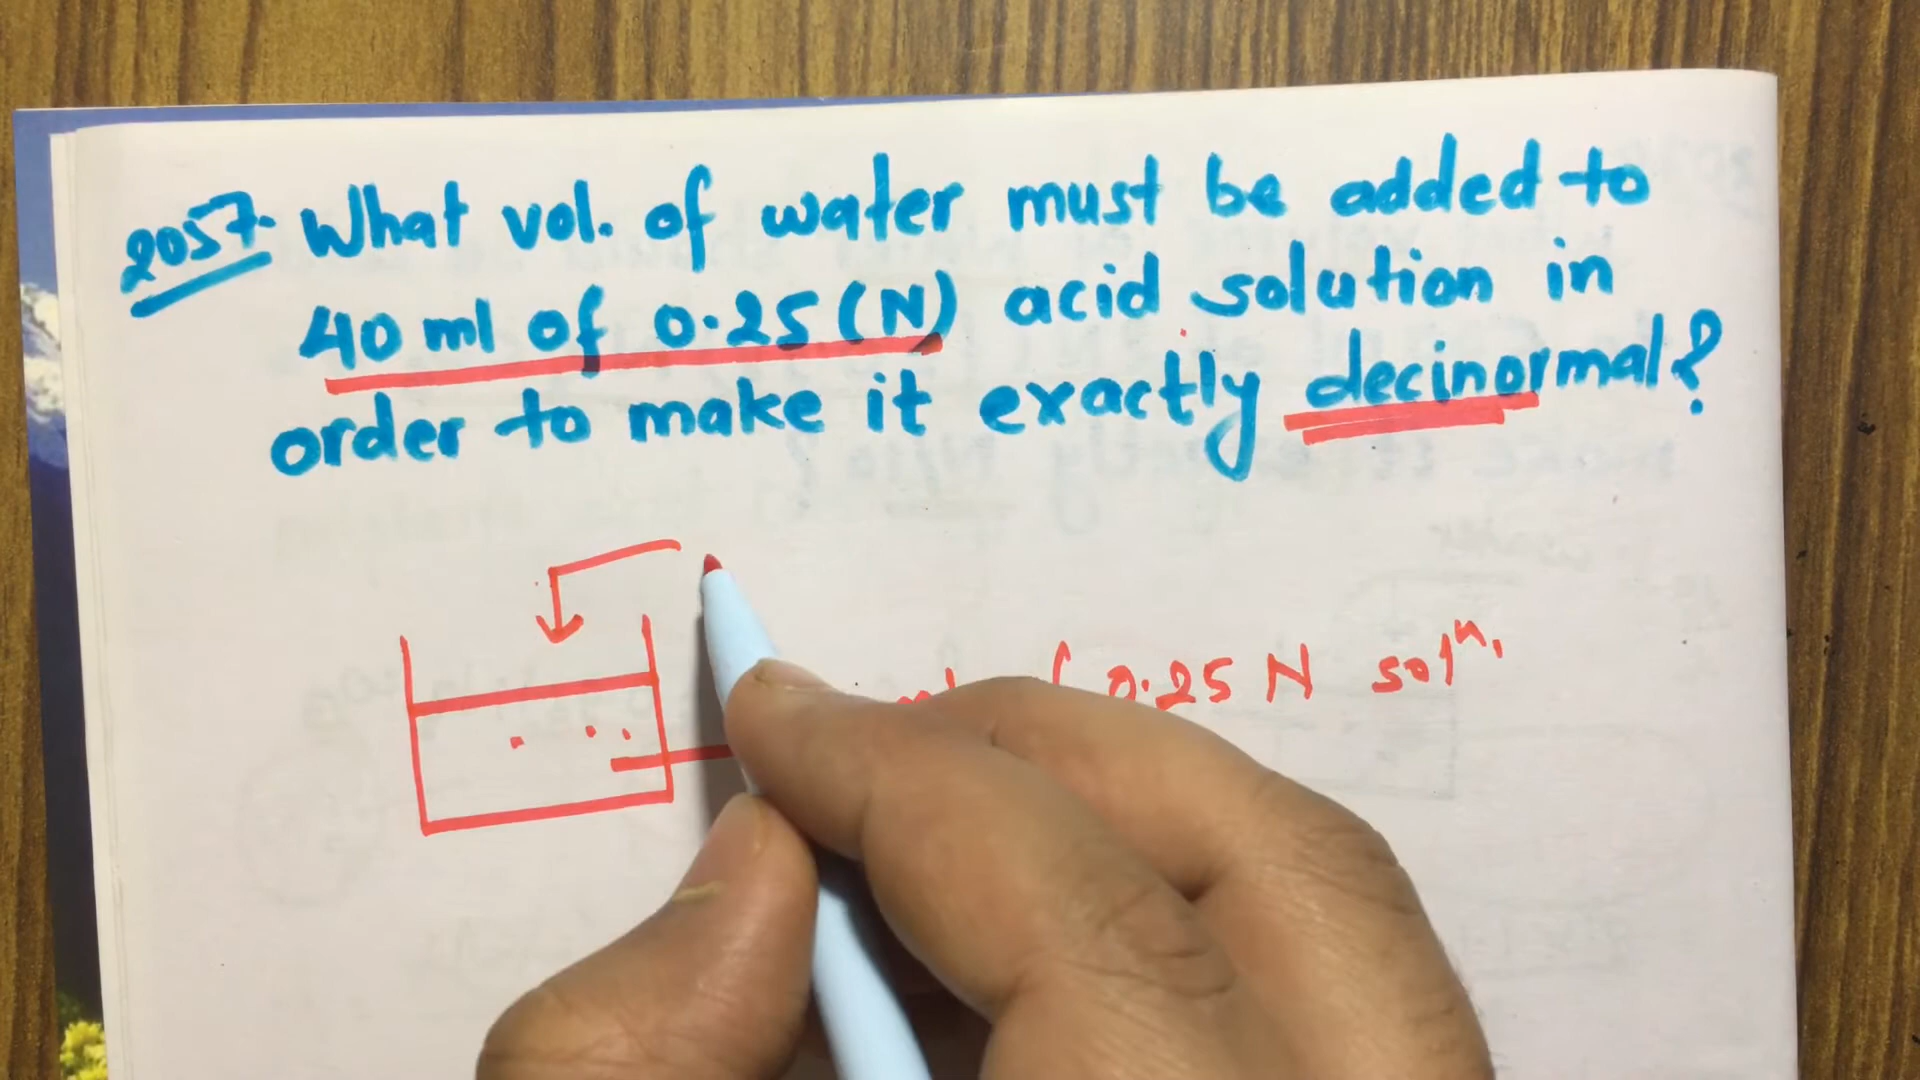 2057. What vol. of water must be added to
40 ml of 0.25 (N) acid solution in
order to make it exactly decinormal?
0.25 N solⁿ.